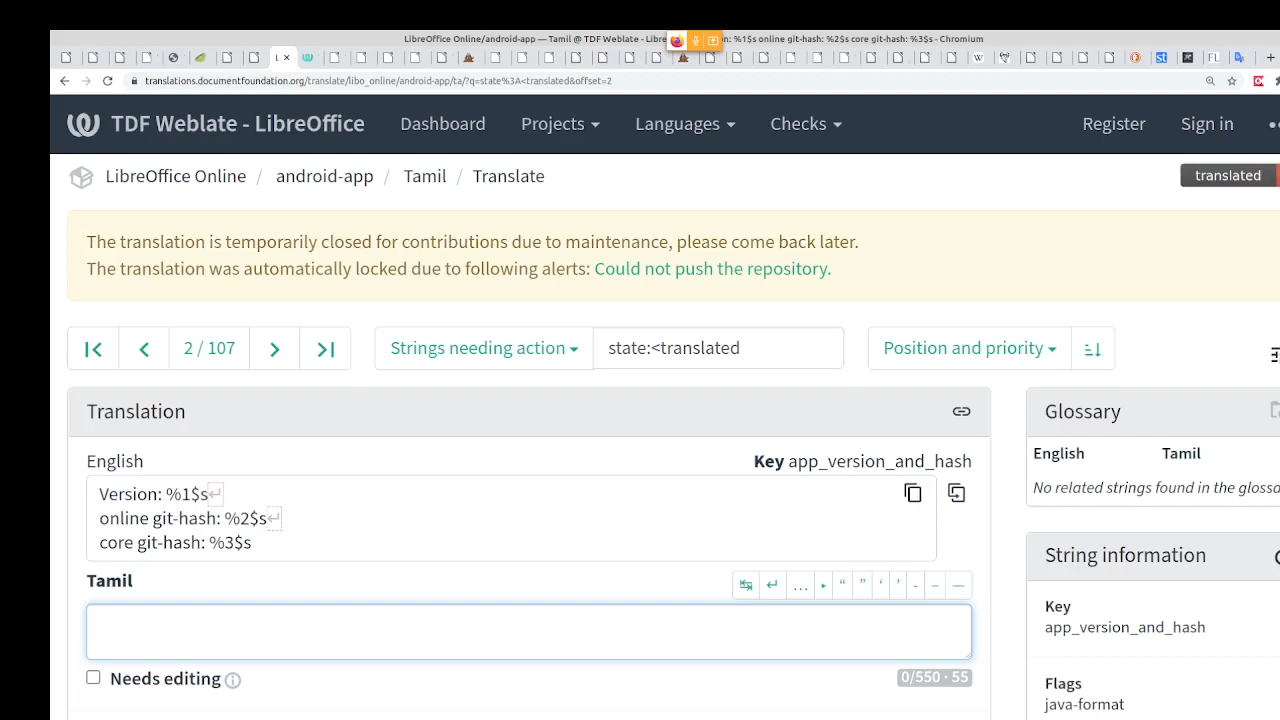 LibreOffice Online/android-app — Tamil @ TDF Weblate - Libre
n: %1$s online git-hash: %2$s core git-hash: %3$s - Chromium
translations.documentfoundation.org/translate/libo_online/android-app/ta/?q=state%3A<translated&offset=2
TDF Weblate - LibreOffice Dashboard Projects Languages Checks Register Sign in
LibreOffice Online / android-app / Tamil / Translate
translated
The translation is temporarily closed for contributions due to maintenance, please come back later.
The translation was automatically locked due to following alerts: Could not push the repository.
2 / 107 Strings needing action state:<translated Position and priority
Translation
English Key app_version_and_hash
Version: %1$s↵
online git-hash: %2$s↵
core git-hash: %3$s
Tamil
↹ ↵ … ‣ “ ” ‘ ’ - – —
Needs editing
0/550 · 55
Glossary
English Tamil
No related strings found in the glossa
String information
Key
app_version_and_hash
Flags
java-format